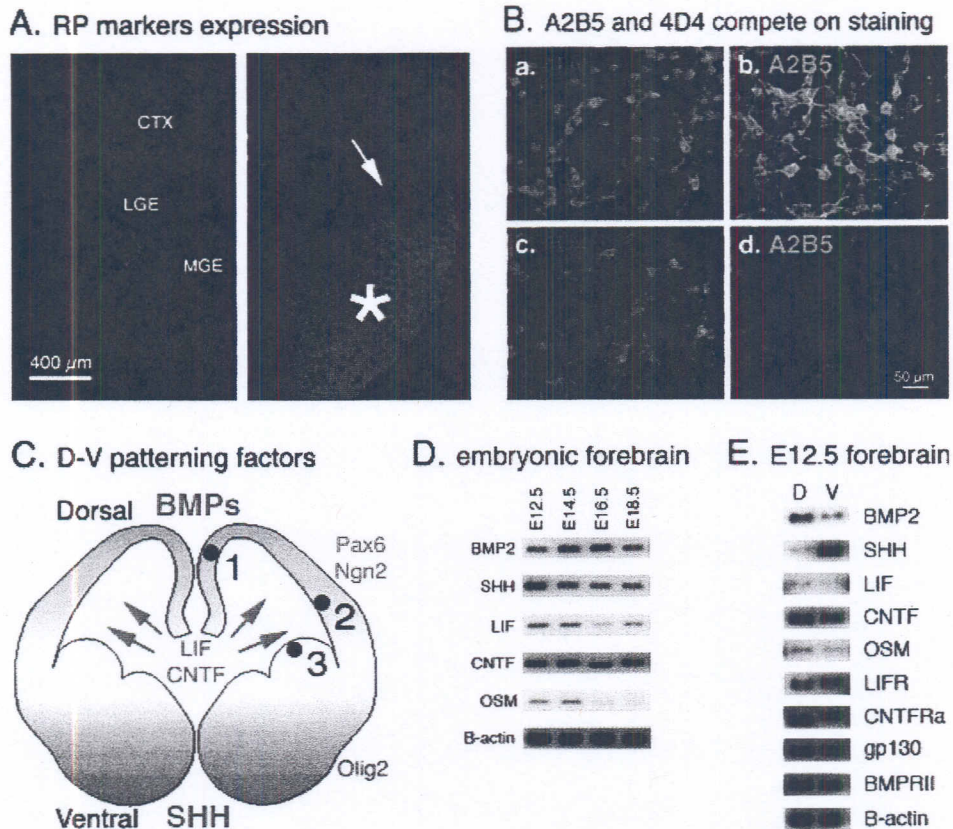 A. RP markers expression
CTX
LGE
MGE
400 µm
B. A2B5 and 4D4 compete on staining
a.
b. A2B5
c.
d. A2B5
50 µm
C. D-V patterning factors
Dorsal BMPs
Pax6
Ngn2
1
2
3
LIF
CNTF
Olig2
Ventral SHH
D. embryonic forebrain
E12.5 E14.5 E16.5 E18.5
BMP2
SHH
LIF
CNTF
OSM
B-actin
E. E12.5 forebrain
D V
BMP2
SHH
LIF
CNTF
OSM
LIFR
CNTFRa
gp130
BMPRII
B-actin